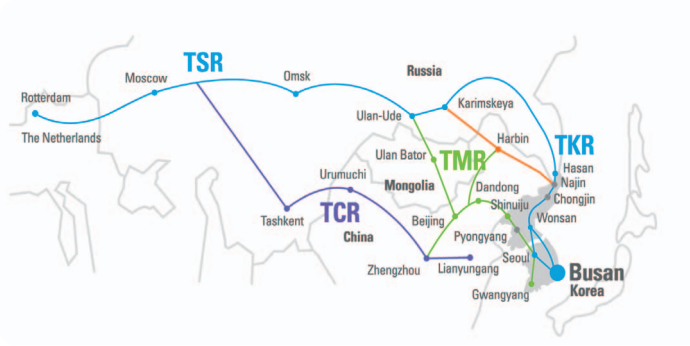 TSR
Moscow
Omsk
Russia
Rotterdam
Karimskeya
Ulan-Ude
The Netherlands
Harbin
TKR
Ulan Bator
TMR
Hasan
Urumuchi
Najin
Mongolia
Dandong
Chongjin
Shinuiju
Tashkent
TCR
Beijing
Wonsan
China
Pyongyang
Seoul
Zhengzhou
Lianyungang
Busan
Korea
Gwangyang